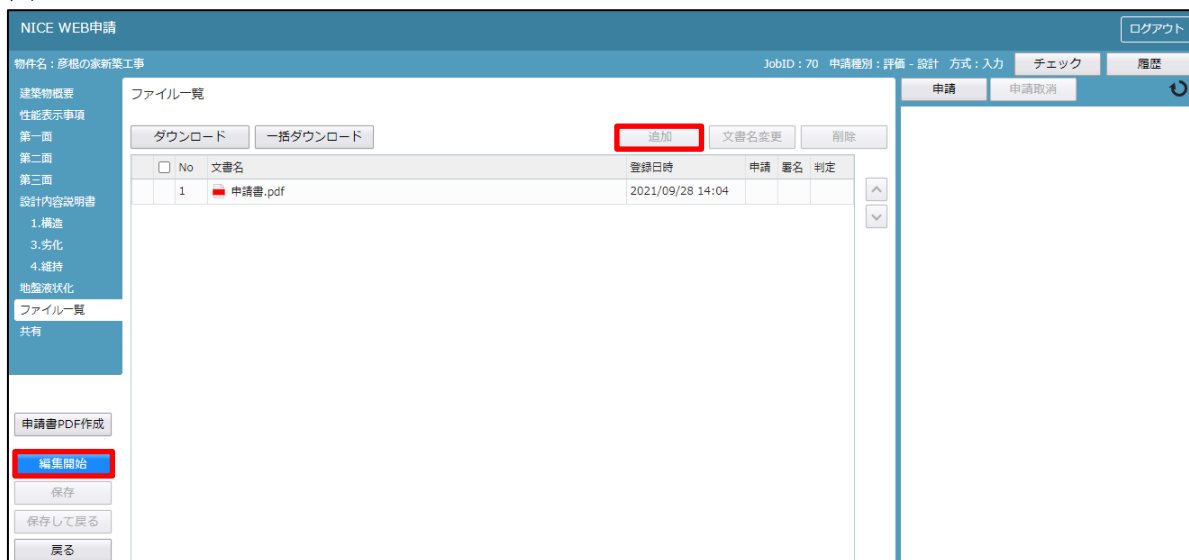 NICE WEB申請
ログアウト
物件名：彦根の家新築工事
JobID：70 申請種別：評価 - 設計 方式：入力
チェック
履歴
建築物概要
性能表示事項
第一面
第二面
第三面
設計内容説明書
1.構造
3.劣化
4.維持
地盤液状化
ファイル一覧
共有
申請書PDF作成
編集開始
保存
保存して戻る
戻る
ファイル一覧
ダウンロード
一括ダウンロード
追加
文書名変更
削除
No 文書名 登録日時 申請 署名 判定
1 申請書.pdf 2021/09/28 14:04
申請
申請取消